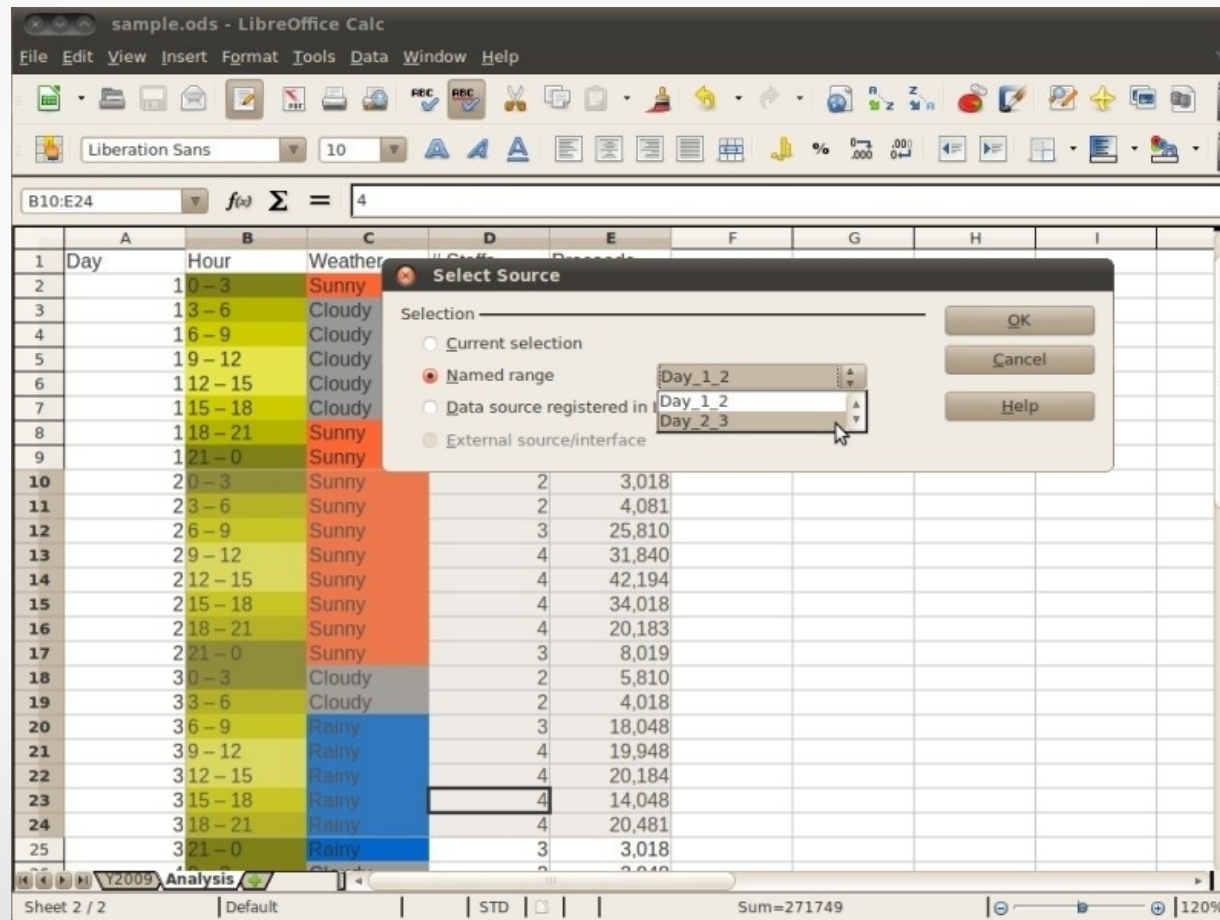 sample.ods - LibreOffice Calc
File Edit View Insert Format Tools Data Window Help
Liberation Sans 10
B10:E24 f(x) Σ = 4
A B C D E F G H I
1 Day Hour Weather
2 1 0 – 3 Sunny
3 1 3 – 6 Cloudy
4 1 6 – 9 Cloudy
5 1 9 – 12 Cloudy
6 1 12 – 15 Cloudy
7 1 15 – 18 Cloudy
8 1 18 – 21 Sunny
9 1 21 – 0 Sunny
10 2 0 – 3 Sunny 2 3,018
11 2 3 – 6 Sunny 2 4,081
12 2 6 – 9 Sunny 3 25,810
13 2 9 – 12 Sunny 4 31,840
14 2 12 – 15 Sunny 4 42,194
15 2 15 – 18 Sunny 4 34,018
16 2 18 – 21 Sunny 4 20,183
17 2 21 – 0 Sunny 3 8,019
18 3 0 – 3 Cloudy 2 5,810
19 3 3 – 6 Cloudy 2 4,018
20 3 6 – 9 Rainy 3 18,048
21 3 9 – 12 Rainy 4 19,948
22 3 12 – 15 Rainy 4 20,184
23 3 15 – 18 Rainy 4 14,048
24 3 18 – 21 Rainy 4 20,481
25 3 21 – 0 Rainy 3 3,018
Select Source
Selection
Current selection
Named range Day_1_2
Day_1_2
Data source registered in
Day_2_3
External source/interface
OK
Cancel
Help
Y2009 Analysis
Sheet 2 / 2 Default STD Sum=271749 120%